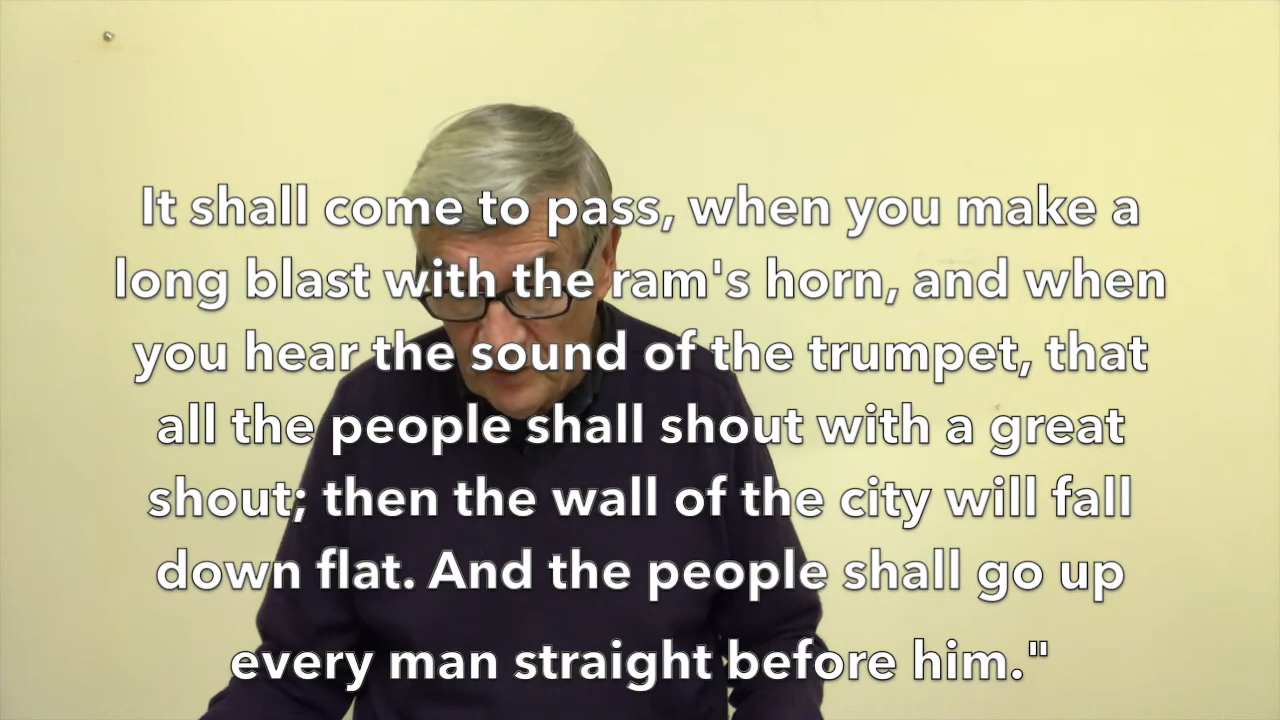 It shall come to pass, when you make a
long blast with the ram's horn, and when
you hear the sound of the trumpet, that
all the people shall shout with a great
shout; then the wall of the city will fall
down flat. And the people shall go up
every man straight before him."